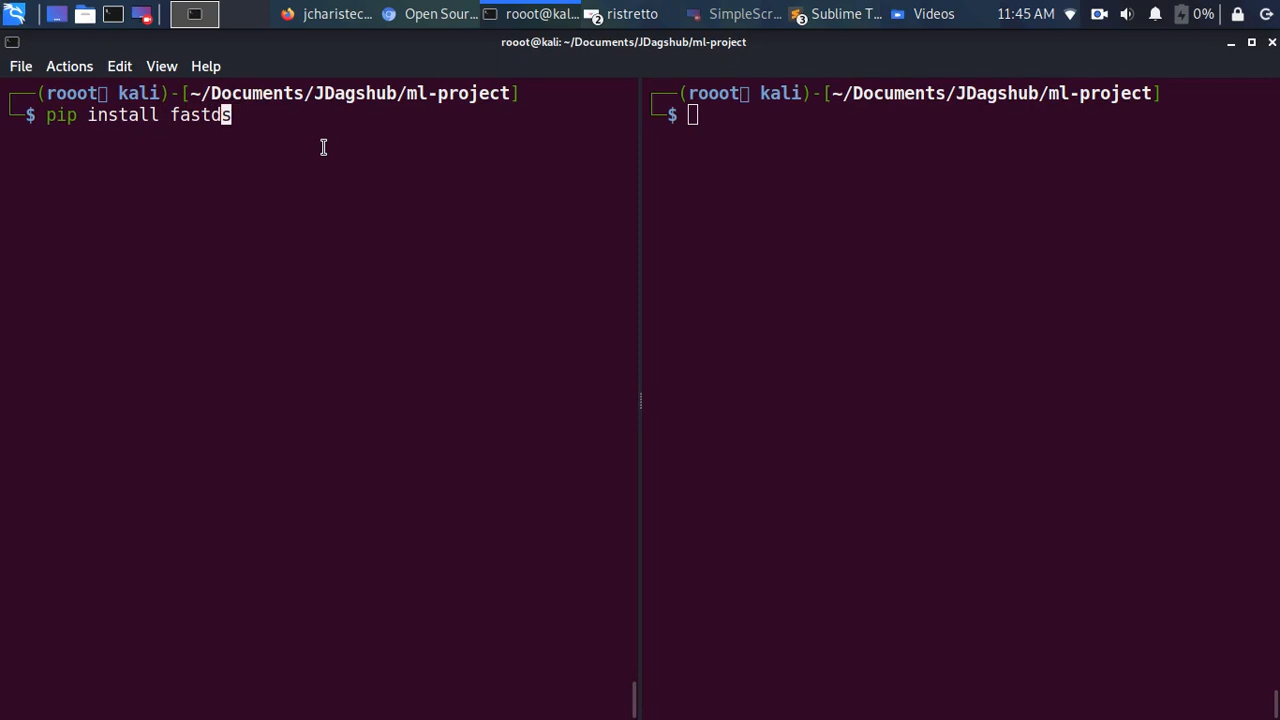 jcharistec... Open Sour... rooot@kal... 2 ristretto SimpleScr... 3 Sublime T... Videos 11:45 AM 0%
rooot@kali: ~/Documents/JDagshub/ml-project
File Actions Edit View Help
┌──(rooot kali)-[~/Documents/JDagshub/ml-project]
└─$ pip install fastds
┌──(rooot kali)-[~/Documents/JDagshub/ml-project]
└─$